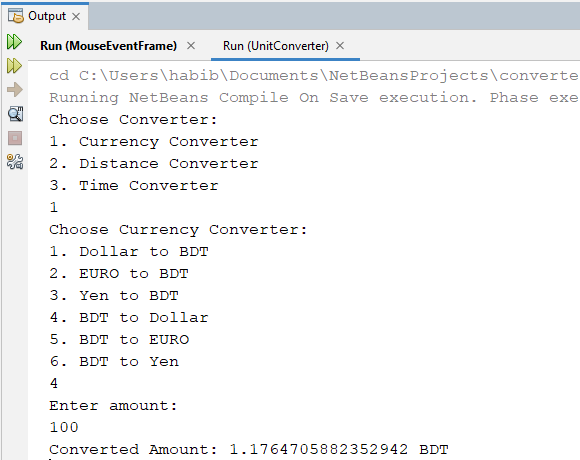 Output
Run (MouseEventFrame) Run (UnitConverter)
cd C:\Users\habib\Documents\NetBeansProjects\converte
Running NetBeans Compile On Save execution. Phase exe
Choose Converter:
1. Currency Converter
2. Distance Converter
3. Time Converter
1
Choose Currency Converter:
1. Dollar to BDT
2. EURO to BDT
3. Yen to BDT
4. BDT to Dollar
5. BDT to EURO
6. BDT to Yen
4
Enter amount:
100
Converted Amount: 1.1764705882352942 BDT